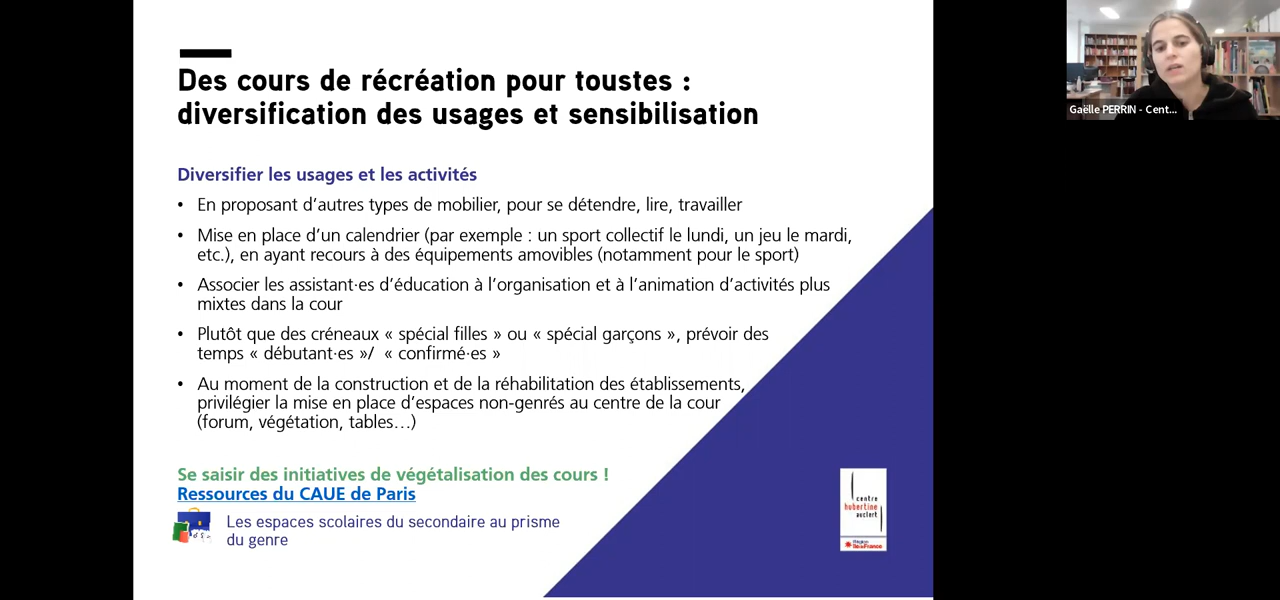 Des cours de récréation pour toustes :
diversification des usages et sensibilisation
Diversifier les usages et les activités
• En proposant d’autres types de mobilier, pour se détendre, lire, travailler
• Mise en place d’un calendrier (par exemple : un sport collectif le lundi, un jeu le mardi,
etc.), en ayant recours à des équipements amovibles (notamment pour le sport)
• Associer les assistant·es d’éducation à l’organisation et à l’animation d’activités plus
mixtes dans la cour
• Plutôt que des créneaux « spécial filles » ou « spécial garçons », prévoir des
temps « débutant·es »/ « confirmé·es »
• Au moment de la construction et de la réhabilitation des établissements,
privilégier la mise en place d’espaces non-genrés au centre de la cour
(forum, végétation, tables…)
Se saisir des initiatives de végétalisation des cours !
Ressources du CAUE de Paris
Les espaces scolaires du secondaire au prisme
du genre
centre
hubertine
auclert
îledeFrance
Gaëlle PERRIN - Cent...